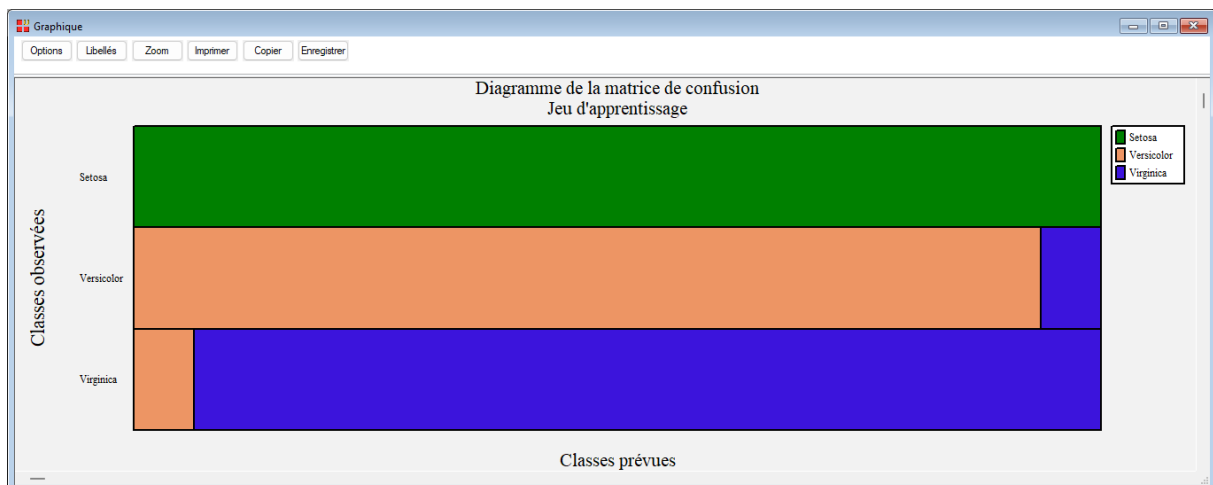 Graphique
Options Libellés Zoom Imprimer Copier Enregistrer
Diagramme de la matrice de confusion
Jeu d'apprentissage
Setosa
Versicolor
Virginica
Classes observées
Setosa
Versicolor
Virginica
Classes prévues